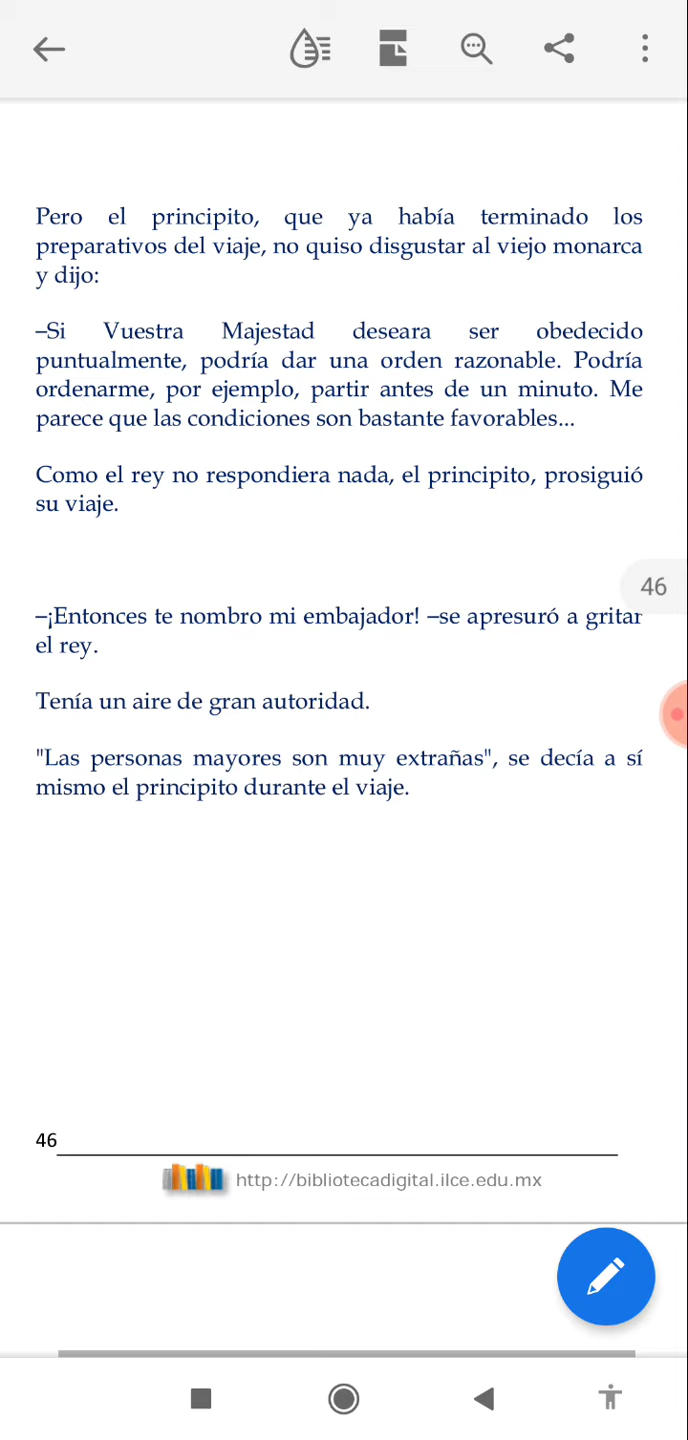 Pero el principito, que ya había terminado los
preparativos del viaje, no quiso disgustar al viejo monarca
y dijo:
–Si Vuestra Majestad deseara ser obedecido
puntualmente, podría dar una orden razonable. Podría
ordenarme, por ejemplo, partir antes de un minuto. Me
parece que las condiciones son bastante favorables...
Como el rey no respondiera nada, el principito, prosiguió
su viaje.
46
–¡Entonces te nombro mi embajador! –se apresuró a gritar
el rey.
Tenía un aire de gran autoridad.
"Las personas mayores son muy extrañas", se decía a sí
mismo el principito durante el viaje.
46
http://bibliotecadigital.ilce.edu.mx